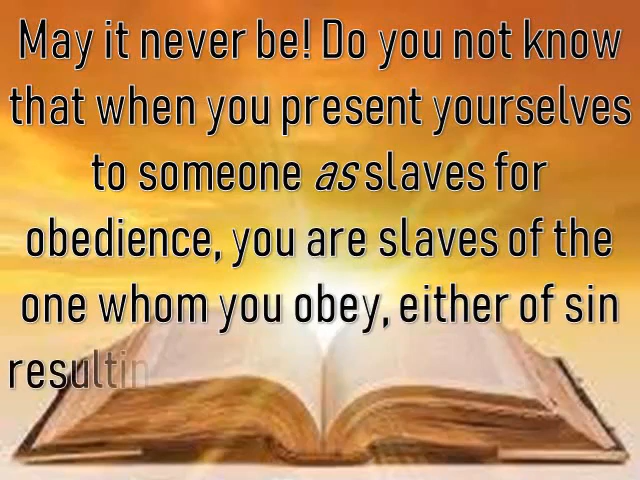 May it never be! Do you not know
that when you present yourselves
to someone as slaves for
obedience, you are slaves of the
one whom you obey, either of sin
resultin